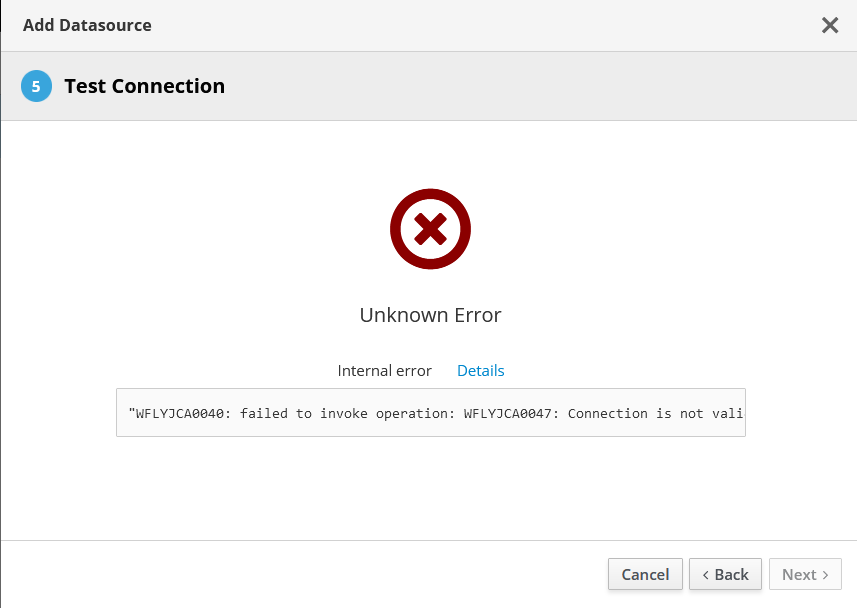 Add Datasource
5 Test Connection
Unknown Error
Internal error Details
"WFLYJCA0040: failed to invoke operation: WFLYJCA0047: Connection is not vali
Cancel
Back
Next